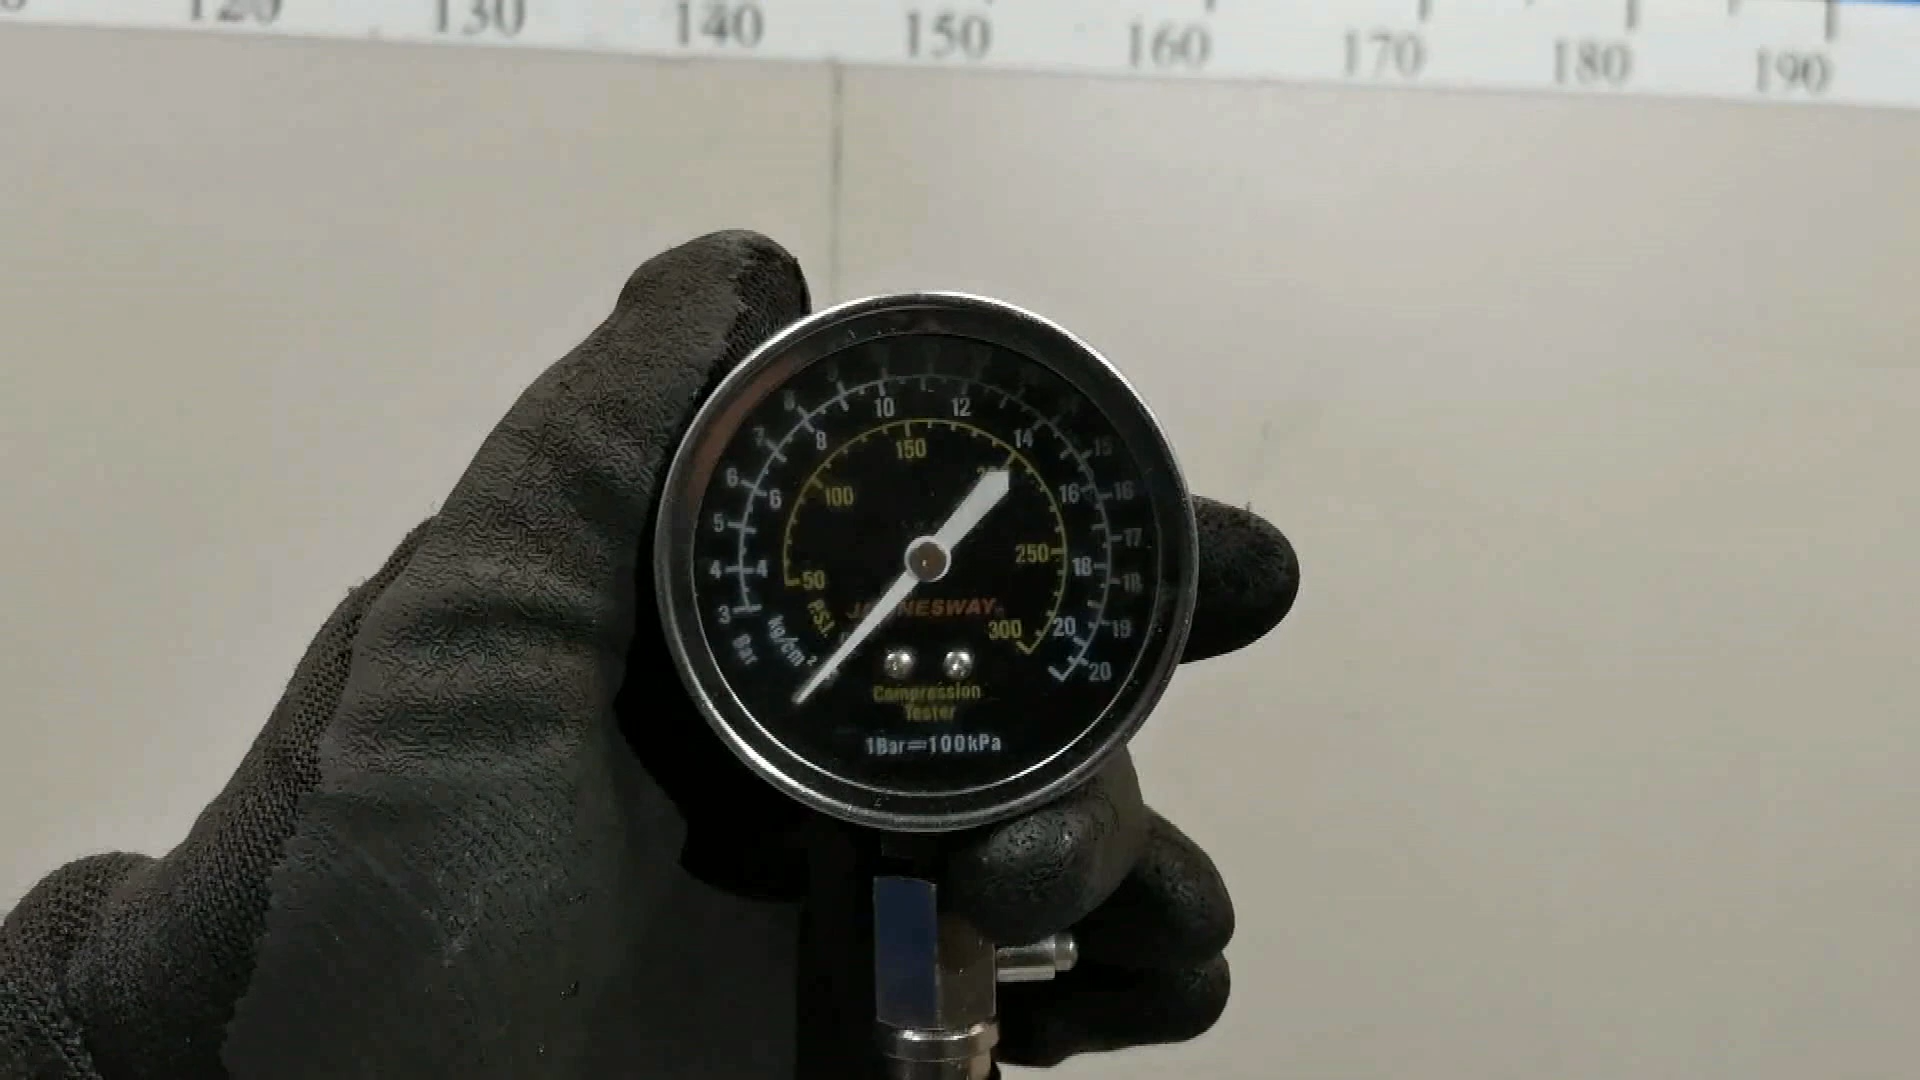 120 130 140 150 160 170 180 190
10 12
8 8 14
7 150 15
6 6 100 16 16
5 17
4 4 50 250 18 18
3 JONNESWAY
P.S.I. 300 20 19
Bar kg/cm² 20
Compression
Tester
1Bar=100kPa